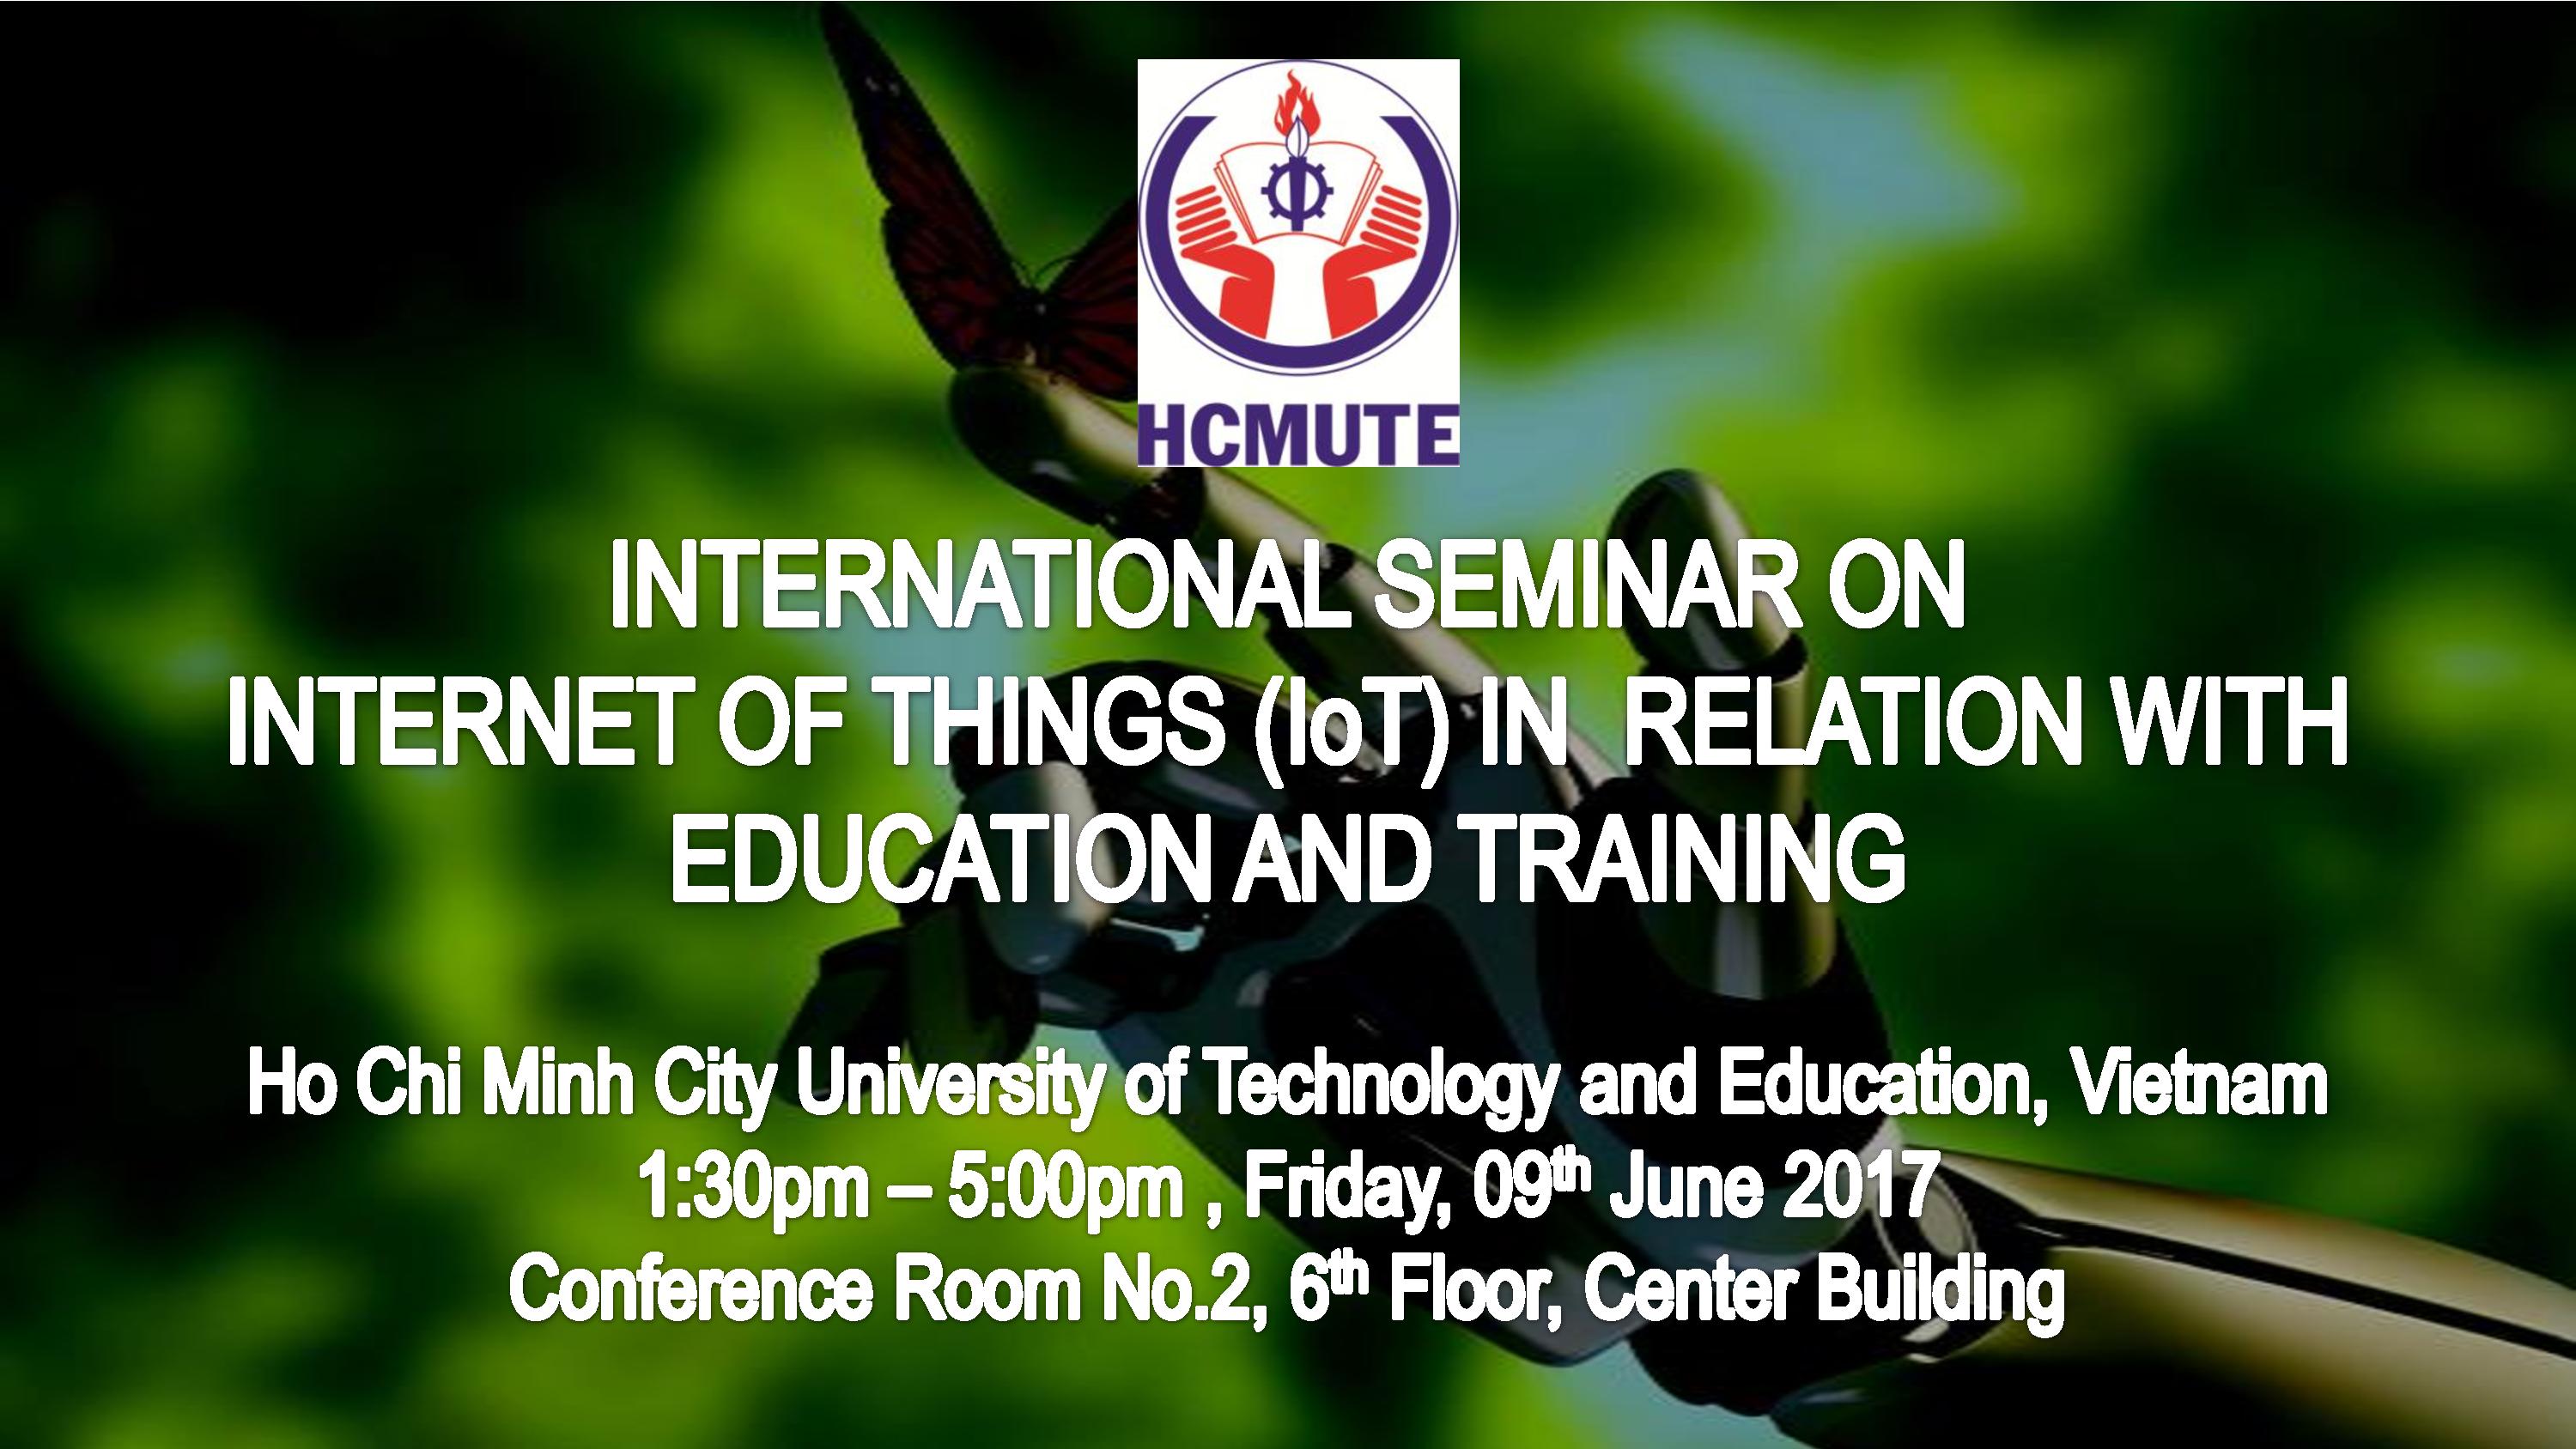 HCMUTE
INTERNATIONAL SEMINAR ON
INTERNET OF THINGS (IoT) IN  RELATION WITH
EDUCATION AND TRAINING
Ho Chi Minh City University of Technology and Education, Vietnam
1:30pm – 5:00pm , Friday, 09th June 2017
Conference Room No.2, 6th Floor, Center Building